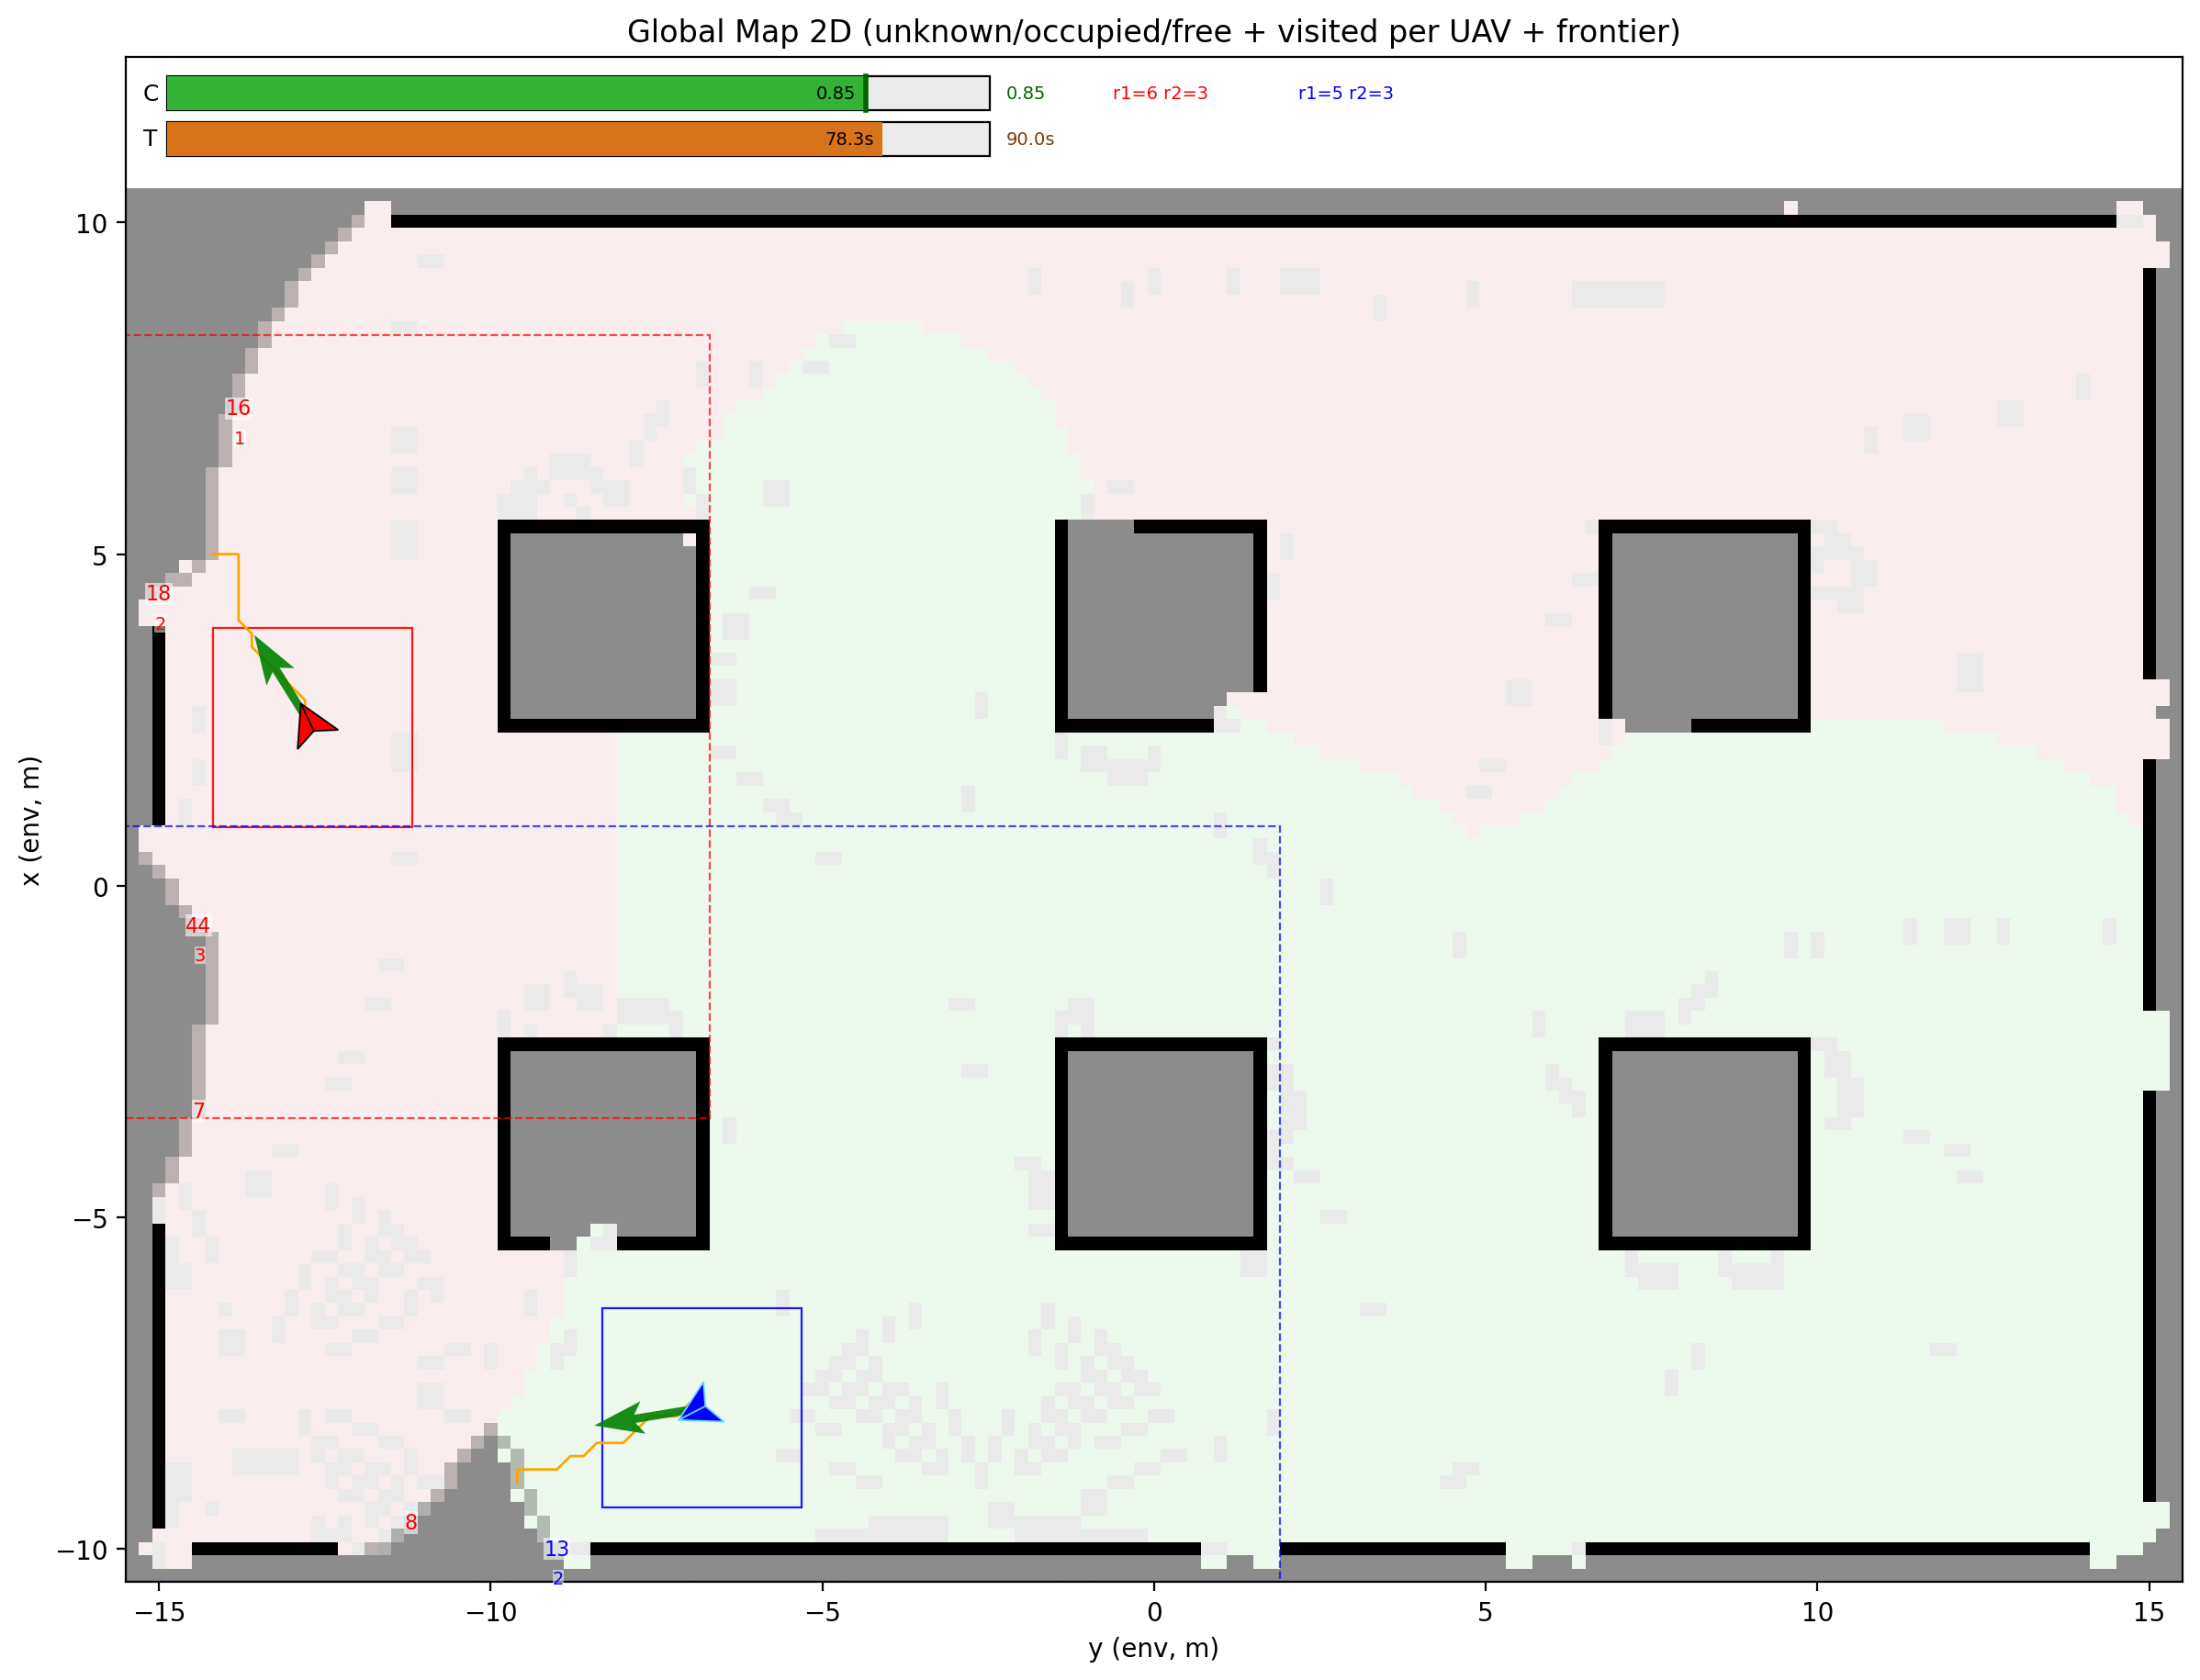 Global Map 2D (unknown/occupied/free + visited per UAV + frontier)
C 0.85 0.85 r1=6 r2=3 r1=5 r2=3
T 78.3s 90.0s
10
5
0
−5
−10
x (env, m)
16
1
18
2
44
3
7
8
13
2
−15 −10 −5 0 5 10 15
y (env, m)